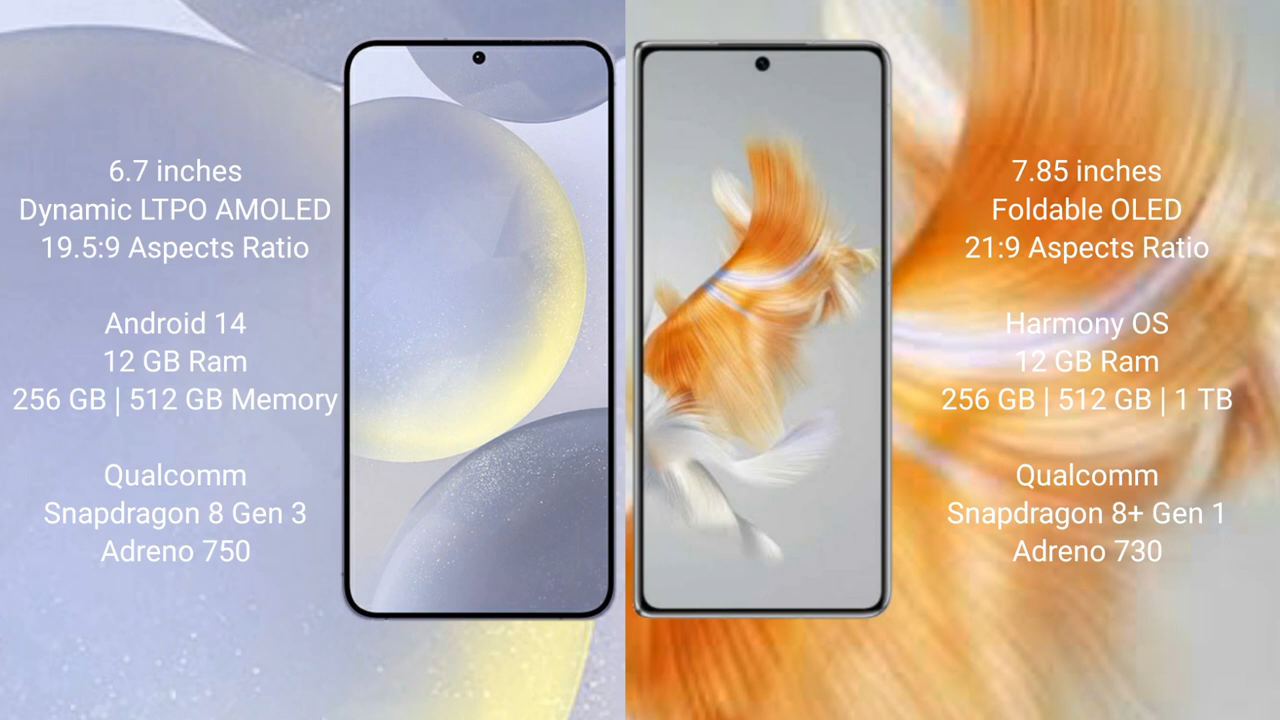 6.7 inches
Dynamic LTPO AMOLED
19.5:9 Aspects Ratio
Android 14
12 GB Ram
256 GB | 512 GB Memory
Qualcomm
Snapdragon 8 Gen 3
Adreno 750
7.85 inches
Foldable OLED
21:9 Aspects Ratio
Harmony OS
12 GB Ram
256 GB | 512 GB | 1 TB
Qualcomm
Snapdragon 8+ Gen 1
Adreno 730